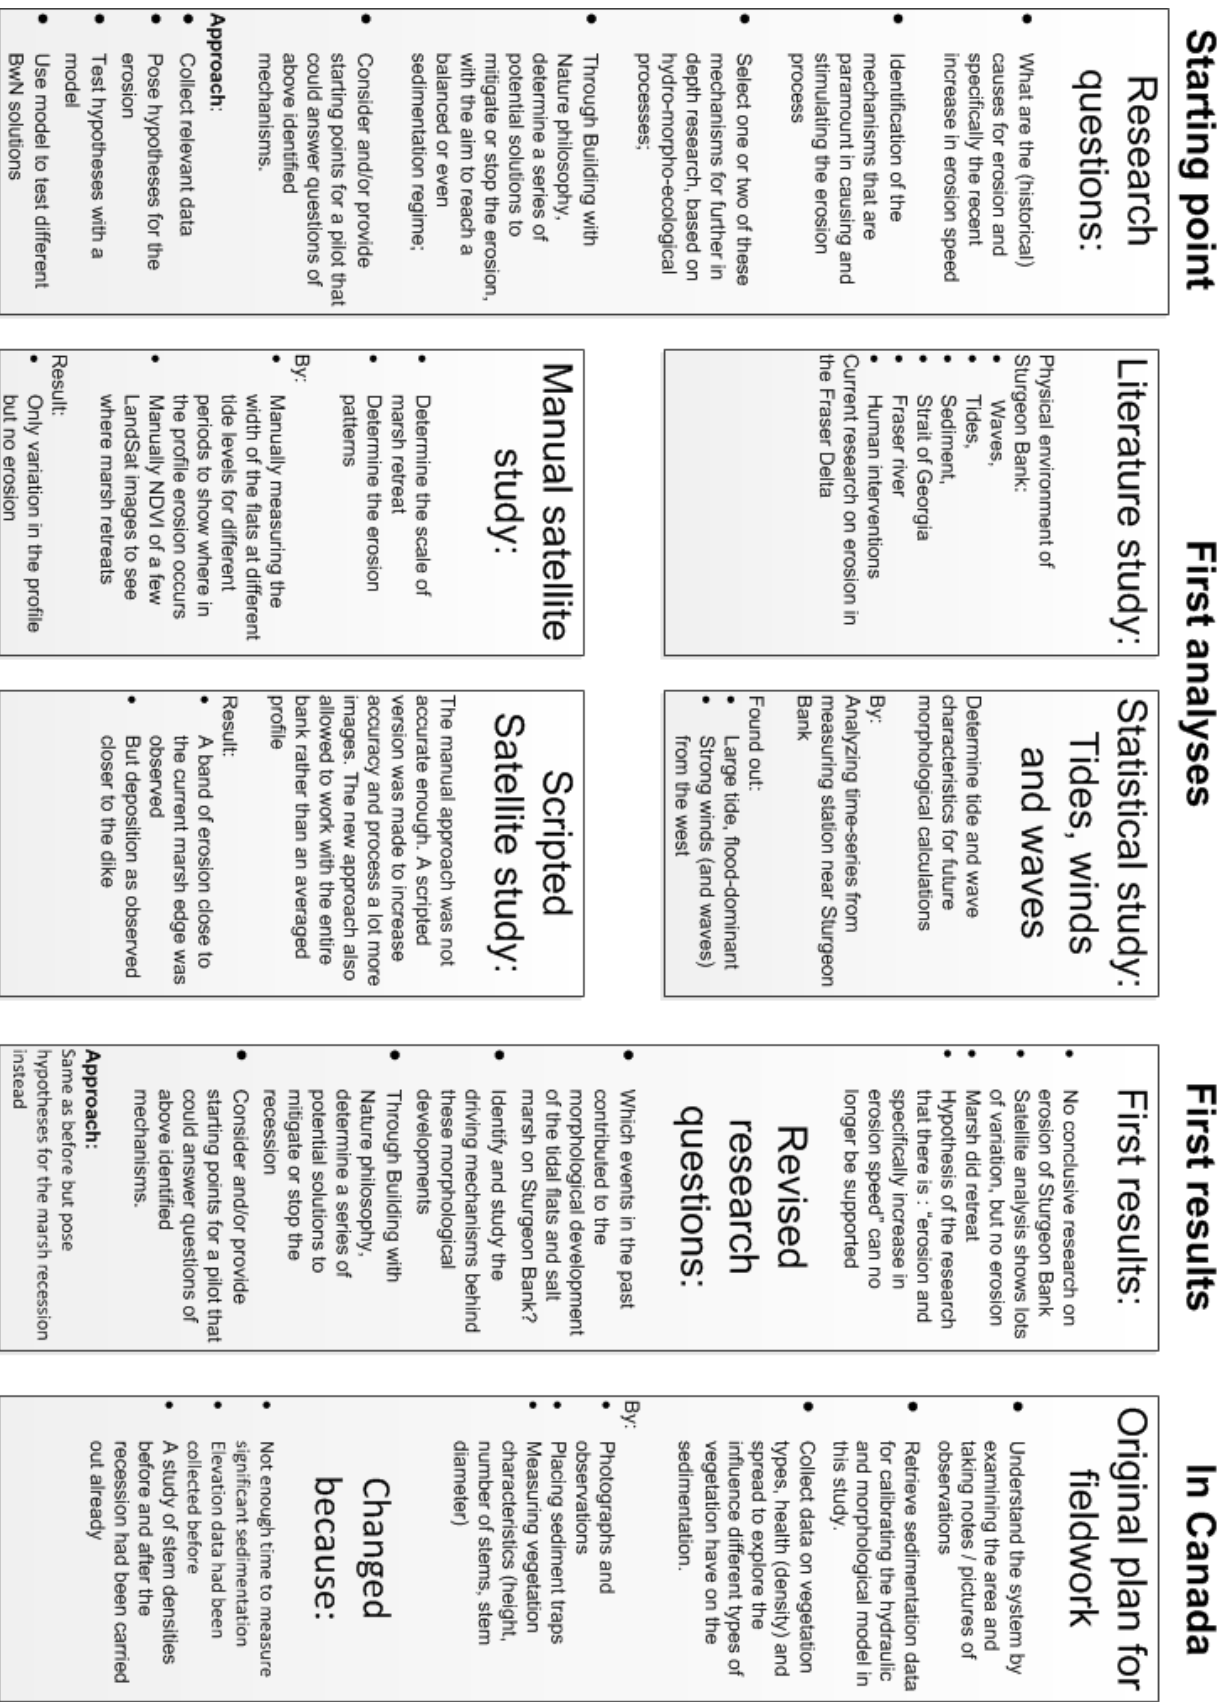 Starting point
Research
questions:
• What are the (historical)
causes for erosion and
specifically the recent
increase in erosion speed
• Identification of the
mechanisms that are
paramount in causing and
stimulating the erosion
process
• Select one or two of these
mechanisms for further in
depth research, based on
hydro-morpho-ecological
processes;
• Through Building with
Nature philosophy,
determine a series of
potential solutions to
mitigate or stop the erosion,
with the aim to reach a
balanced or even
sedimentation regime;
• Consider and/or provide
starting points for a pilot that
could answer questions of
above identified
mechanisms.
Approach:
• Collect relevant data
• Pose hypotheses for the
erosion
• Test hypotheses with a
model
• Use model to test different
BwN solutions
First analyses
Literature study:
Physical environment of
Sturgeon Bank:
• Waves,
• Tides,
• Sediment,
• Strait of Georgia
• Fraser river
• Human interventions
Current research on erosion in
the Fraser Delta
Manual satellite
study:
• Determine the scale of
marsh retreat
• Determine the erosion
patterns
By:
• Manually measuring the
width of the flats at different
tide levels for different
periods to show where in
the profile erosion occurs
• Manually NDVI of a few
LandSat images to see
where marsh retreats
Result:
• Only variation in the profile
but no erosion
Statistical study:
Tides, winds
and waves
Determine tide and wave
characteristics for future
morphological calculations
By:
Analyzing time-series from
measuring station near Sturgeon
Bank
Found out:
• Large tide, flood-dominant
• Strong winds (and waves)
from the west
Scripted
Satellite study:
The manual approach was not
accurate enough. A scripted
version was made to increase
accuracy and process a lot more
images. The new approach also
allowed to work with the entire
bank rather than an averaged
profile
Result:
• A band of erosion close to
the current marsh edge was
observed
• But deposition as observed
closer to the dike
First results
First results:
• No conclusive research on
erosion of Sturgeon Bank
• Satellite analysis shows lots
of variation, but no erosion
• Marsh did retreat
• Hypothesis of the research
that there is : “erosion and
specifically increase in
erosion speed” can no
longer be supported
Revised
research
questions:
• Which events in the past
contributed to the
morphological development
of the tidal flats and salt
marsh on Sturgeon Bank?
• Identify and study the
driving mechanisms behind
these morphological
developments
• Through Building with
Nature philosophy,
determine a series of
potential solutions to
mitigate or stop the
recession
• Consider and/or provide
starting points for a pilot that
could answer questions of
above identified
mechanisms.
Approach:
Same as before but pose
hypotheses for the marsh recession
instead
In Canada
Original plan for
fieldwork
• Understand the system by
examining the area and
taking notes / pictures of
observations
• Retrieve sedimentation data
for calibrating the hydraulic
and morphological model in
this study.
• Collect data on vegetation
types, health (density) and
spread to explore the
influence different types of
vegetation have on the
sedimentation.
By:
• Photographs and
observations
• Placing sediment traps
• Measuring vegetation
characteristics (height,
number of stems, stem
diameter)
Changed
because:
• Not enough time to measure
significant sedimentation
• Elevation data had been
collected before
• A study of stem densities
before and after the
recession had been carried
out already